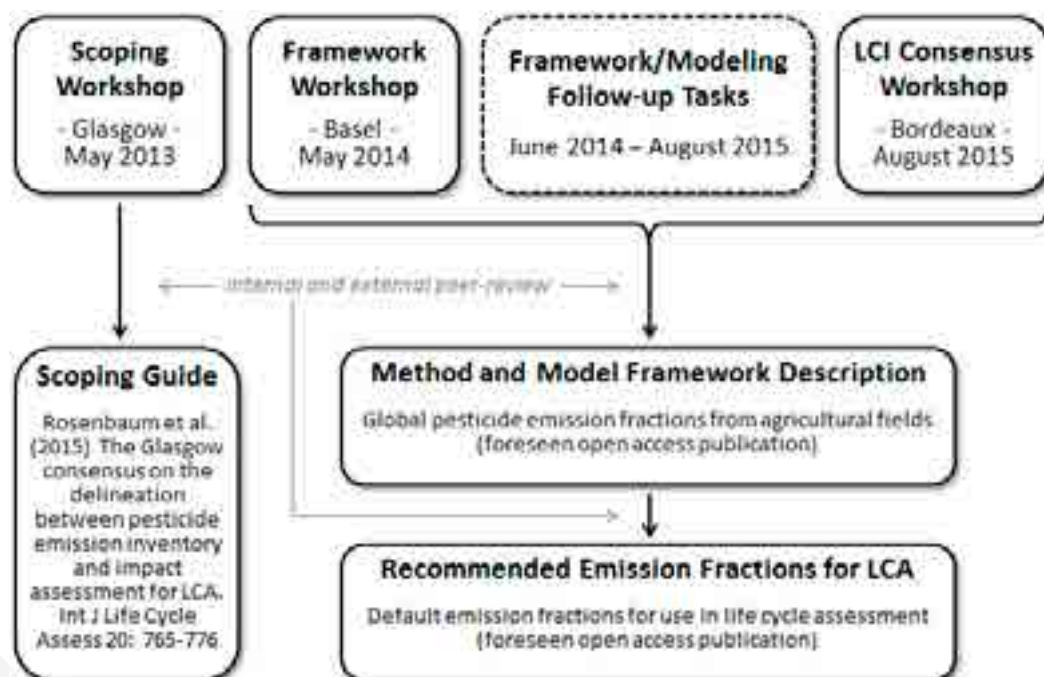 Scoping
Workshop
- Glasgow -
May 2013
Framework
Workshop
- Basel -
May 2014
Framework/Modeling
Follow-up Tasks
June 2014 – August 2015
LCI Consensus
Workshop
- Bordeaux -
August 2015
internal and external peer-review
Scoping Guide
Rosenbaum et al.
(2015) The Glasgow
consensus on the
delineation
between pesticide
emission inventory
and impact
assessment for LCA.
Int J Life Cycle
Assess 20: 765-776
Method and Model Framework Description
Global pesticide emission fractions from agricultural fields
(foreseen open access publication)
Recommended Emission Fractions for LCA
Default emission fractions for use in life cycle assessment
(foreseen open access publication)